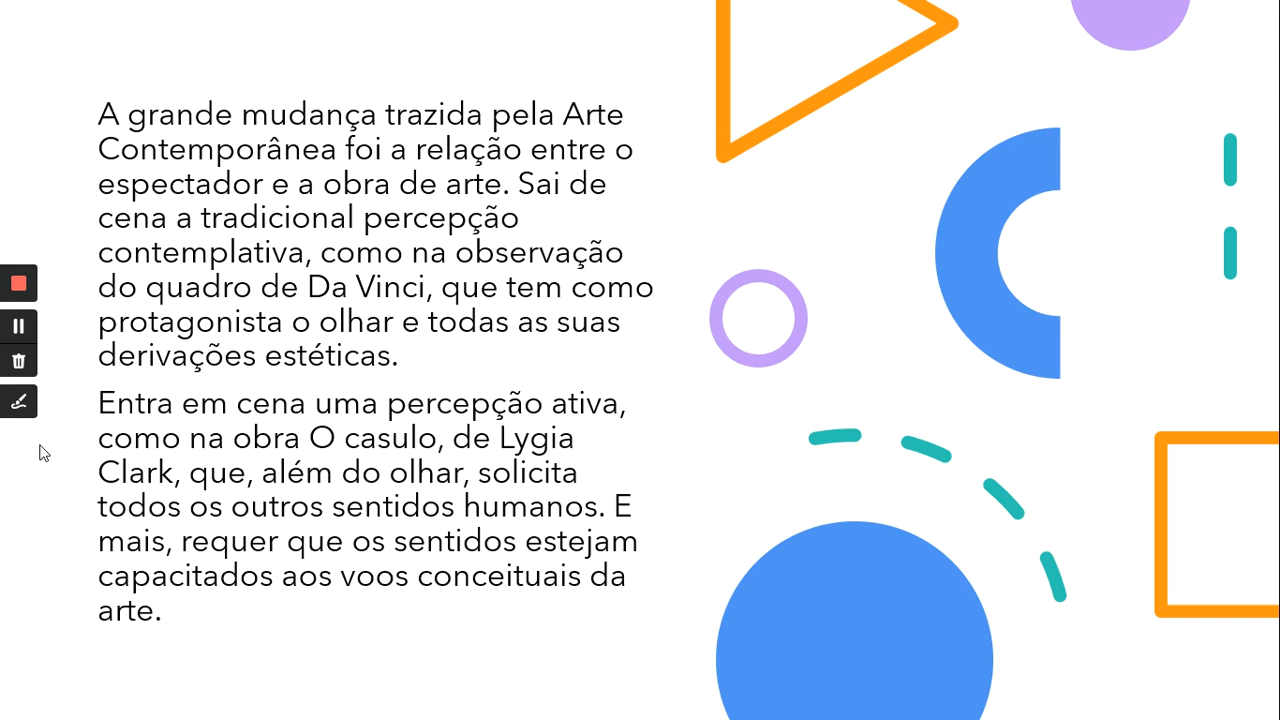 A grande mudança trazida pela Arte
Contemporânea foi a relação entre o
espectador e a obra de arte. Sai de
cena a tradicional percepção
contemplativa, como na observação
do quadro de Da Vinci, que tem como
protagonista o olhar e todas as suas
derivações estéticas.
Entra em cena uma percepção ativa,
como na obra O casulo, de Lygia
Clark, que, além do olhar, solicita
todos os outros sentidos humanos. E
mais, requer que os sentidos estejam
capacitados aos voos conceituais da
arte.